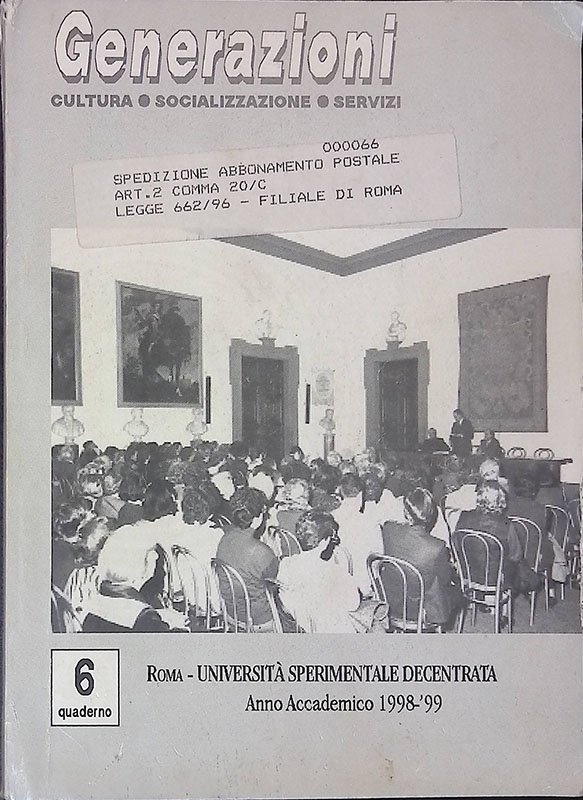 Generazioni
CULTURA ● SOCIALIZZAZIONE ● SERVIZI
000066
SPEDIZIONE ABBONAMENTO POSTALE
ART.2 COMMA 20/C
LEGGE 662/96 - FILIALE DI ROMA
6
quaderno
ROMA - UNIVERSITÀ SPERIMENTALE DECENTRATA
Anno Accademico 1998-'99